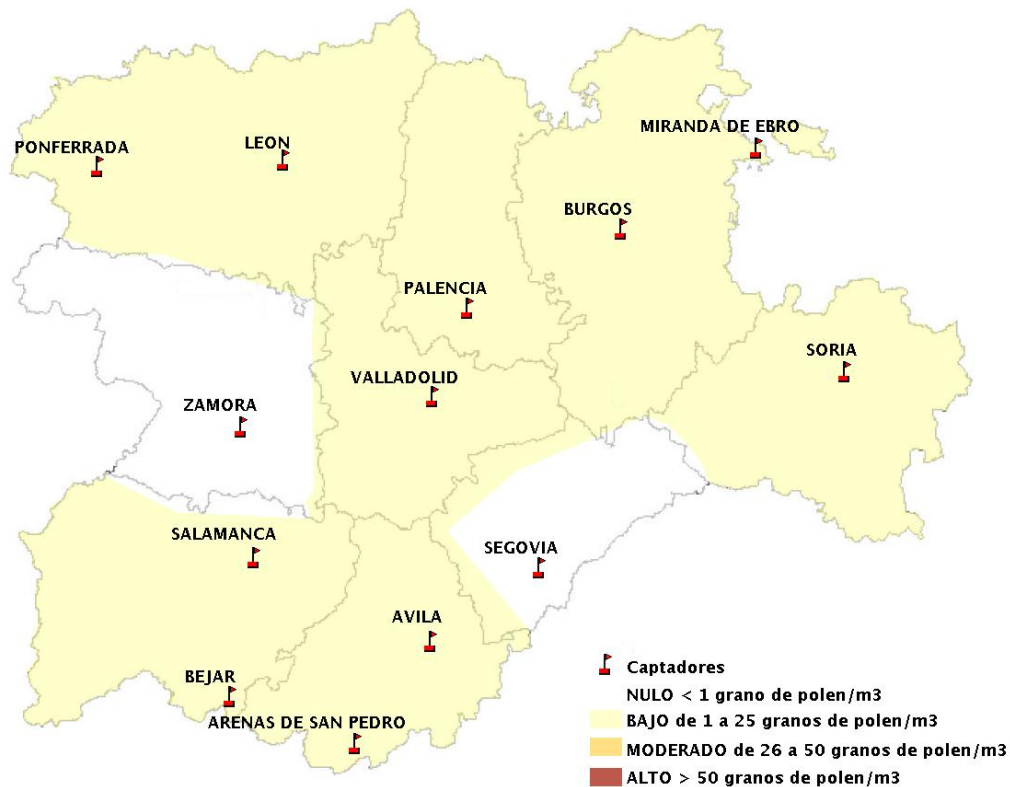 MIRANDA DE EBRO
PONFERRADA
LEON
BURGOS
PALENCIA
SORIA
VALLADOLID
ZAMORA
SALAMANCA
SEGOVIA
AVILA
BEJAR
ARENAS DE SAN PEDRO
Captadores
NULO < 1 grano de polen/m3
BAJO de 1 a 25 granos de polen/m3
MODERADO de 26 a 50 granos de polen/m3
ALTO > 50 granos de polen/m3